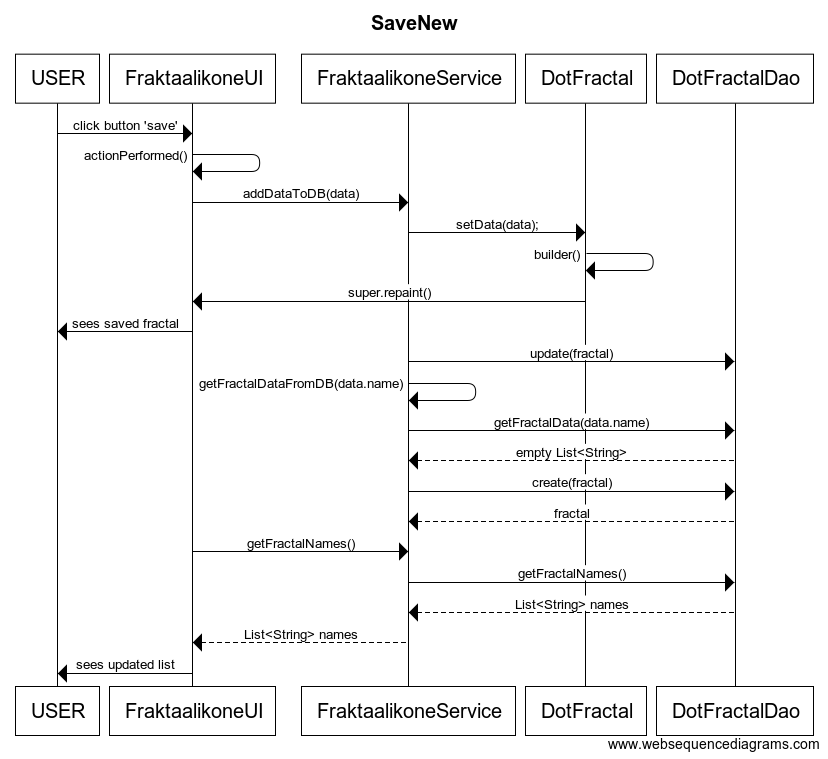 SaveNew
USER
FraktaalikoneUI
FraktaalikoneService
DotFractal
DotFractalDao
click button 'save'
actionPerformed()
addDataToDB(data)
setData(data);
builder()
super.repaint()
sees saved fractal
update(fractal)
getFractalDataFromDB(data.name)
getFractalData(data.name)
empty List<String>
create(fractal)
fractal
getFractalNames()
getFractalNames()
List<String> names
List<String> names
sees updated list
USER
FraktaalikoneUI
FraktaalikoneService
DotFractal
DotFractalDao
www.websequencediagrams.com